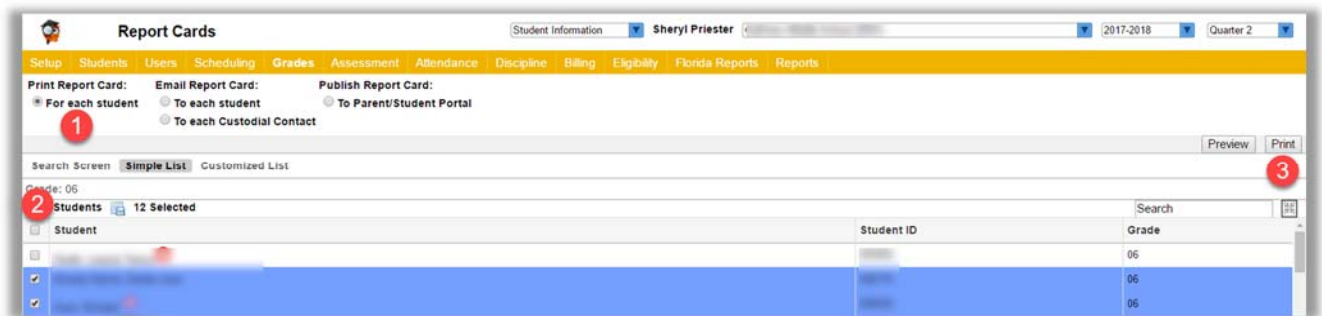 Report Cards Student Information Sheryl Priester 2017-2018 Quarter 2
Setup Students Users Scheduling Grades Assessment Attendance Discipline Billing Eligibility Florida Reports Reports
Print Report Card: Email Report Card: Publish Report Card:
For each student To each student To Parent/Student Portal
1 To each Custodial Contact
Preview Print
Search Screen Simple List Customized List
3
Grade: 06
2 Students 12 Selected Search
Student Student ID Grade
06
06
06